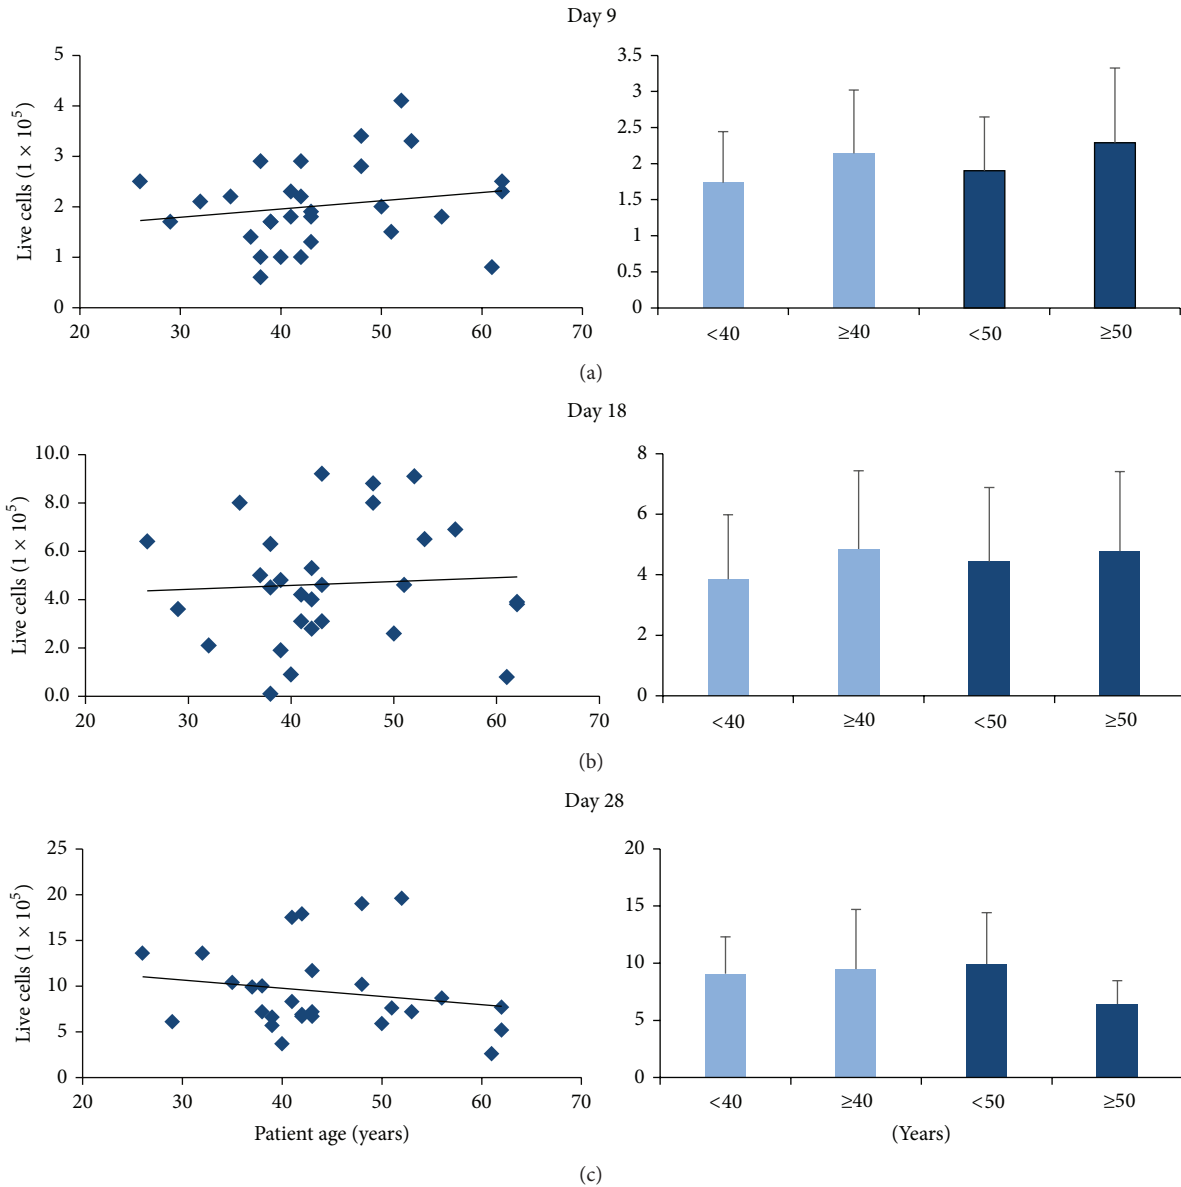 Day 9
Live cells (1 × 10⁵)
5
4
3
2
1
0
20 30 40 50 60 70
3.5
3
2.5
2
1.5
1
0.5
0
<40 ≥40 <50 ≥50
(a)
Day 18
Live cells (1 × 10⁵)
10.0
8.0
6.0
4.0
2.0
0.0
20 30 40 50 60 70
8
6
4
2
0
<40 ≥40 <50 ≥50
(b)
Day 28
Live cells (1 × 10⁵)
25
20
15
10
5
0
20 30 40 50 60 70
Patient age (years)
20
15
10
5
0
<40 ≥40 <50 ≥50
(Years)
(c)